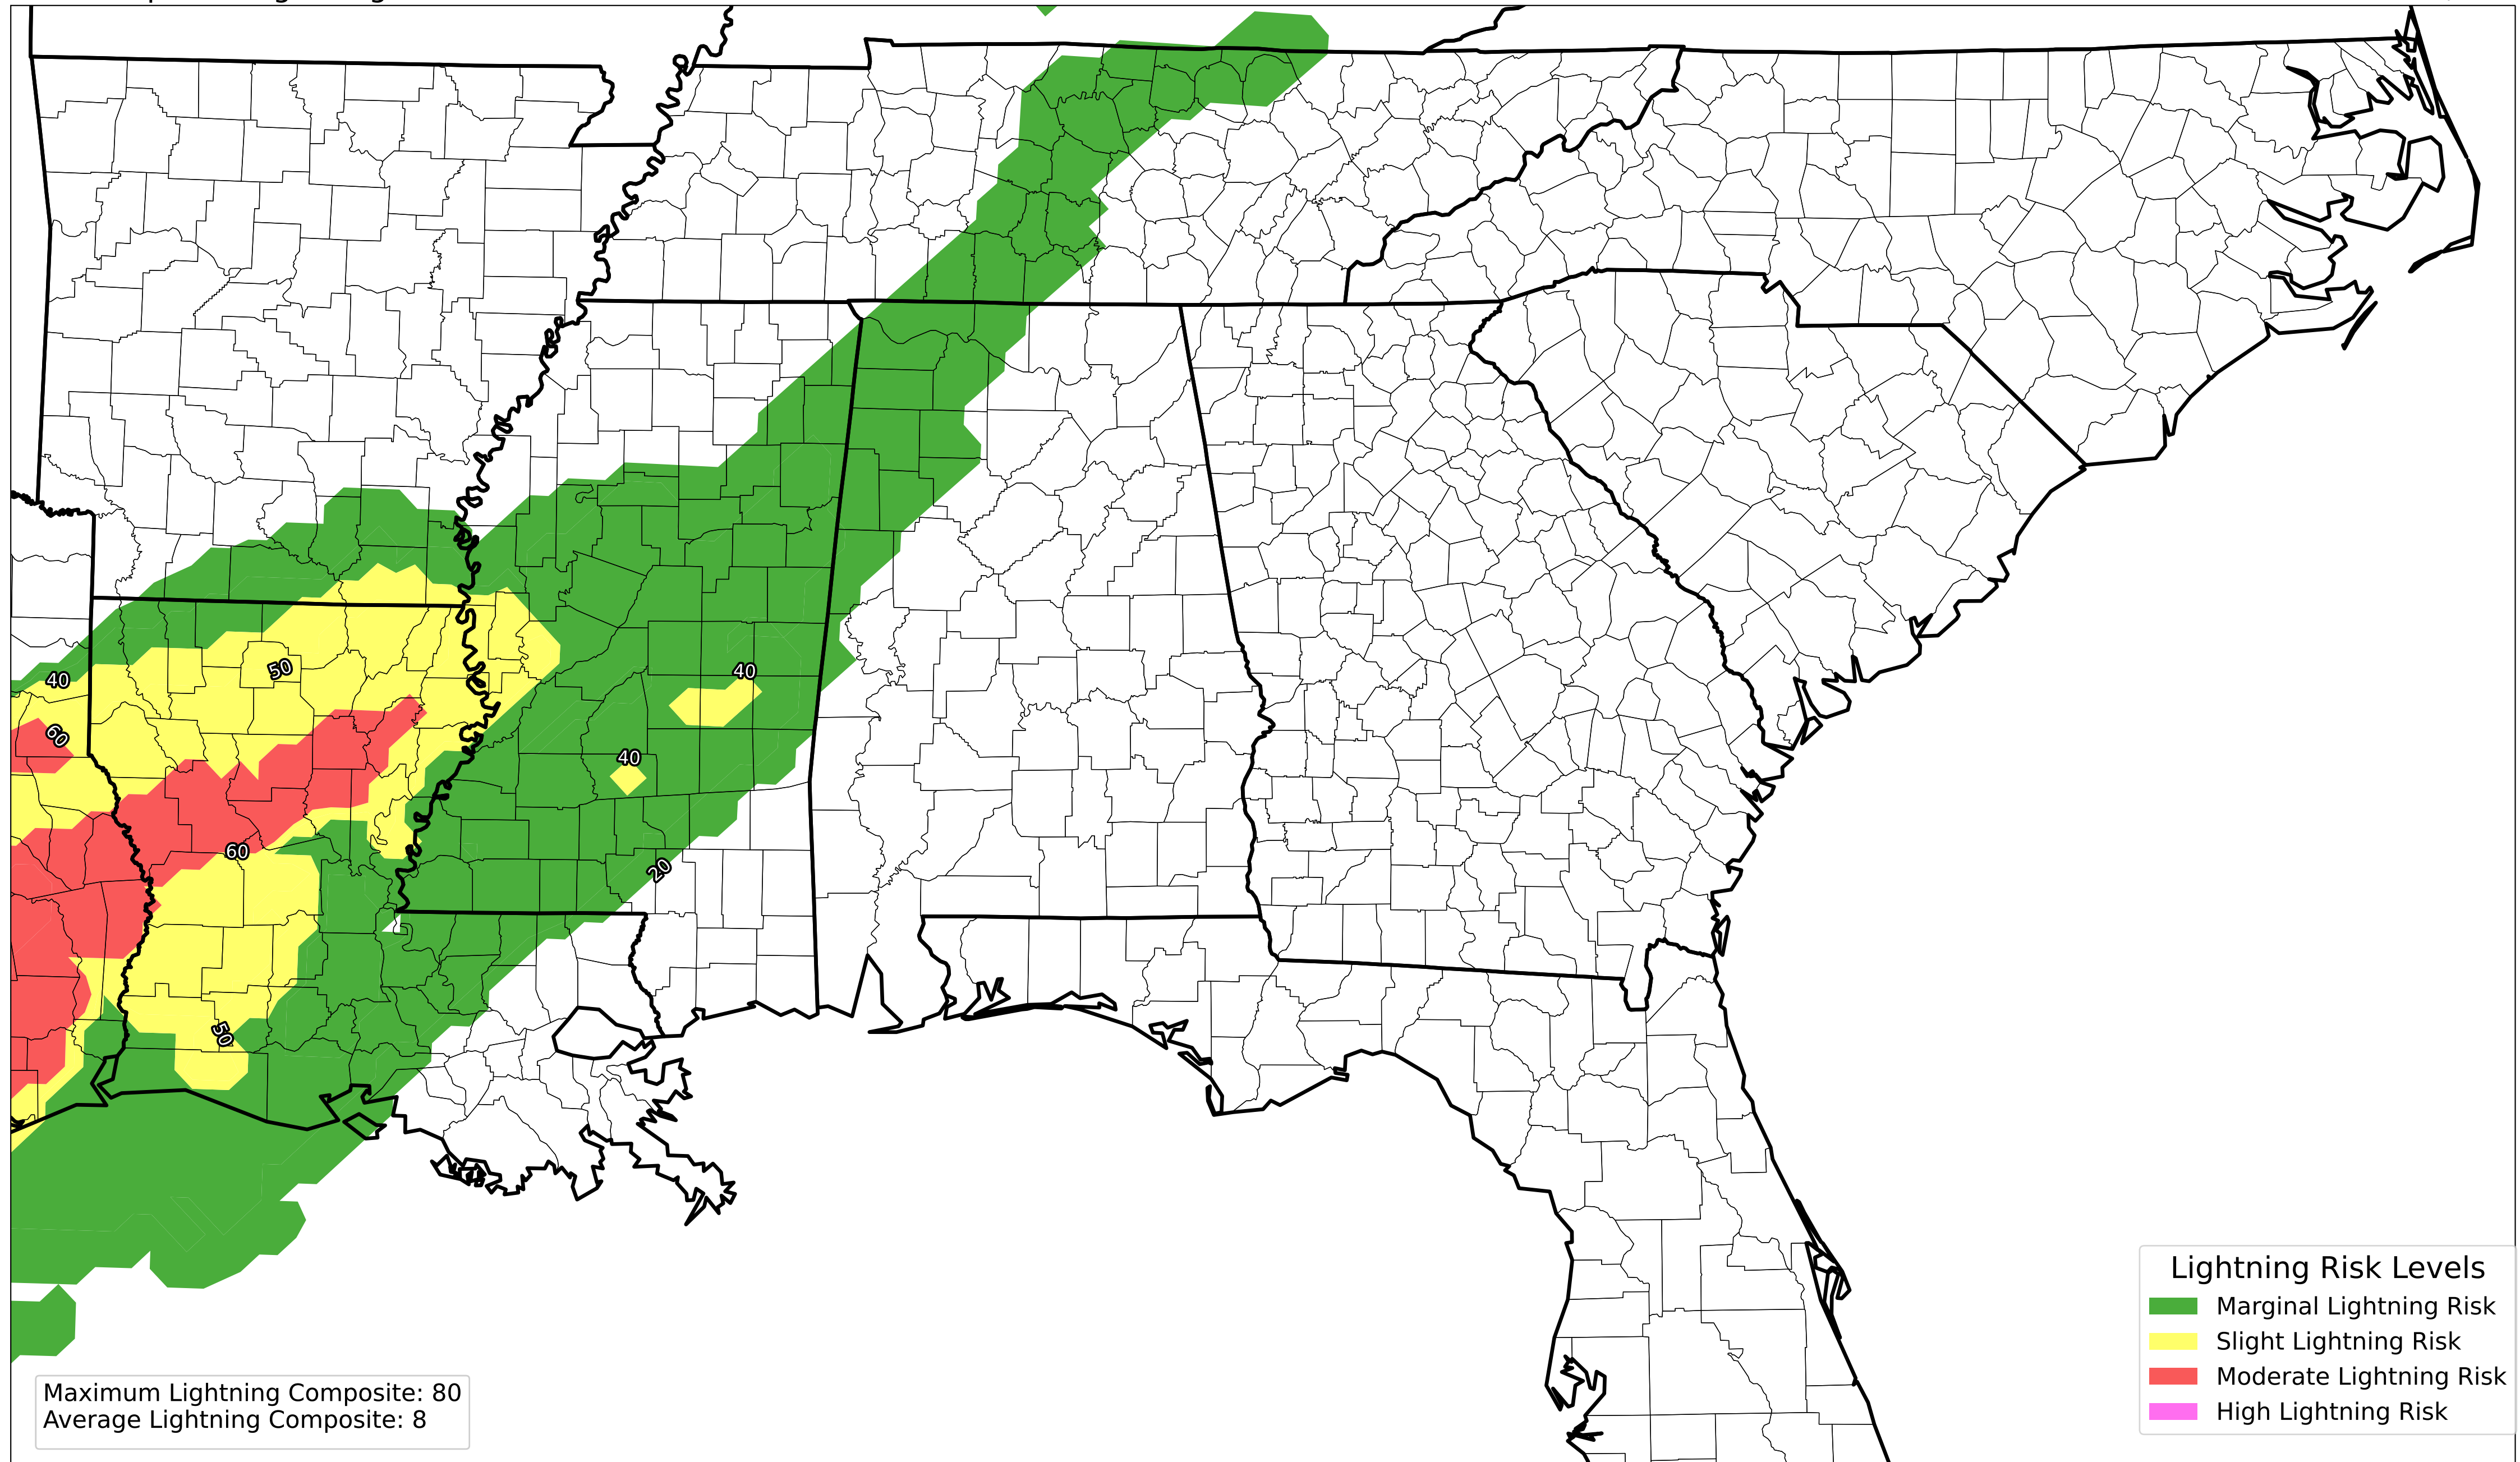 40
50
40
60
40
60
20
50
Lightning Risk Levels
Marginal Lightning Risk
Slight Lightning Risk
Moderate Lightning Risk
High Lightning Risk
Maximum Lightning Composite: 80
Average Lightning Composite: 8